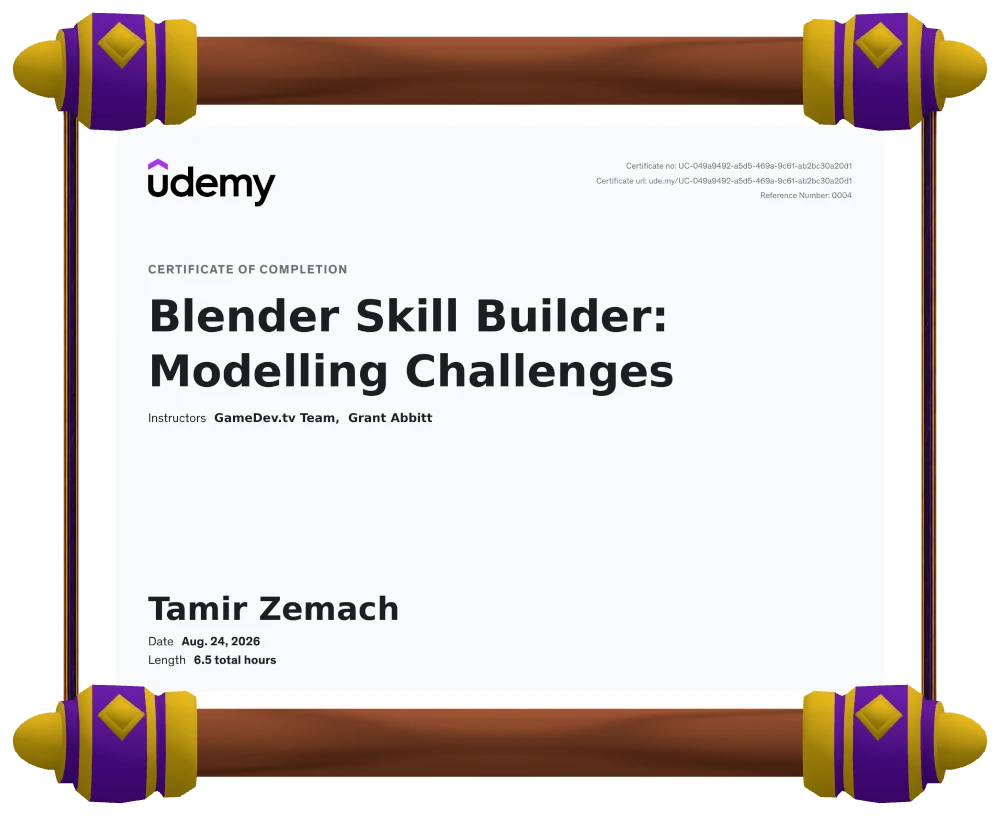 udemy
Certificate no: UC-049a9492-a5d5-469a-9c61-ab2bc30a20d1
Certificate url: ude.my/UC-049a9492-a5d5-469a-9c61-ab2bc30a20d1
Reference Number: 0004
CERTIFICATE OF COMPLETION
Blender Skill Builder:
Modelling Challenges
Instructors GameDev.tv Team, Grant Abbitt
Tamir Zemach
Date Aug. 24, 2026
Length 6.5 total hours